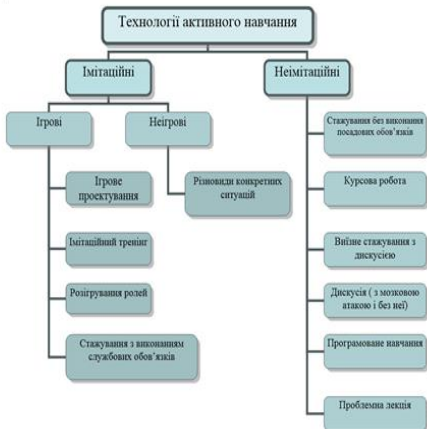 Технології активного навчання
Імітаційні
Неімітаційні
Ігрові
Неігрові
Ігрове
проектування
Імітаційний тренінг
Розігрування ролей
Стажування з виконанням
службових обов’язків
Різновиди конкретних
ситуацій
Стажування без виконання
посадових обов’язків
Курсова робота
Виїзне стажування з
дискусією
Дискусія ( з мозковою
атакою і без неї)
Програмоване навчання
Проблемна лекція